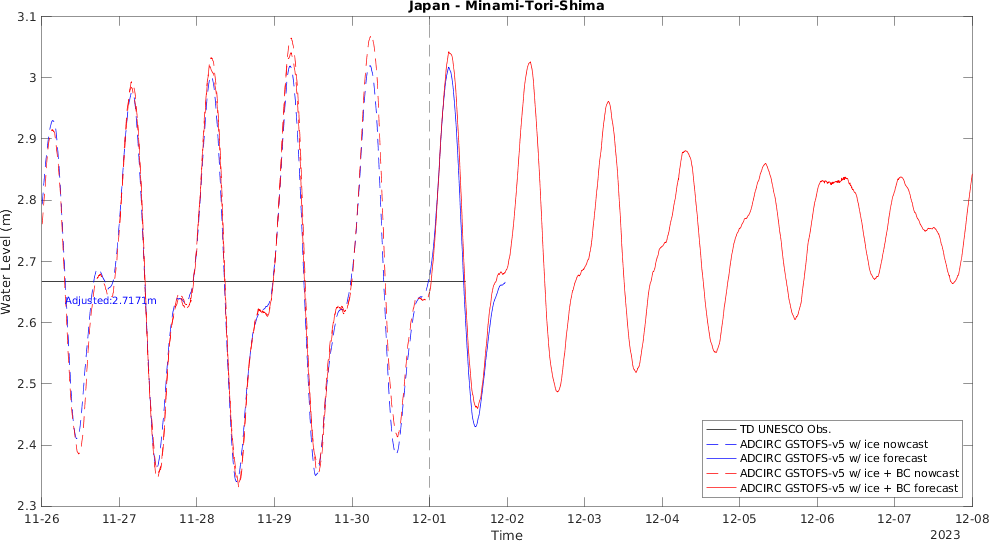 Japan - Minami-Tori-Shima
3.1
3
2.9
2.8
2.7
2.6
2.5
2.4
2.3
Water Level (m)
Adjusted:2.7171m
TD UNESCO Obs.
ADCIRC GSTOFS-v5 w/ ice nowcast
ADCIRC GSTOFS-v5 w/ ice forecast
ADCIRC GSTOFS-v5 w/ ice + BC nowcast
ADCIRC GSTOFS-v5 w/ ice + BC forecast
11-26 11-27 11-28 11-29 11-30 12-01 12-02 12-03 12-04 12-05 12-06 12-07 12-08
Time
2023